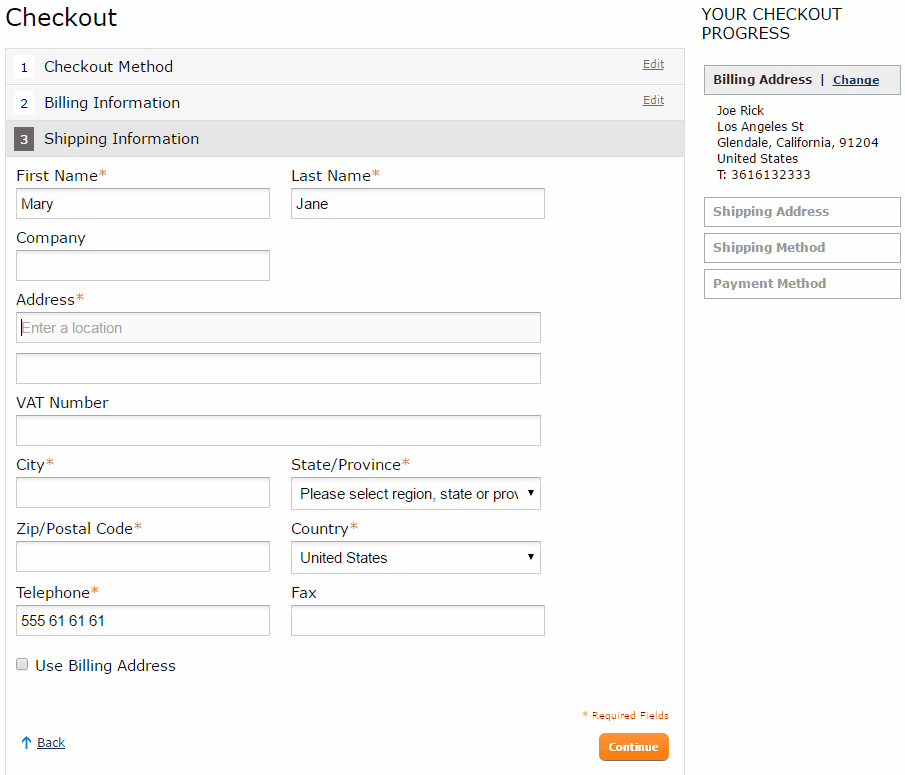 Checkout
1 Checkout Method Edit
2 Billing Information Edit
3 Shipping Information
First Name* Last Name*
Mary Jane
Company
Address*
Enter a location
VAT Number
City* State/Province*
Please select region, state or prov
Zip/Postal Code* Country*
United States
Telephone* Fax
555 61 61 61
Use Billing Address
* Required Fields
Back Continue
YOUR CHECKOUT
PROGRESS
Billing Address | Change
Joe Rick
Los Angeles St
Glendale, California, 91204
United States
T: 3616132333
Shipping Address
Shipping Method
Payment Method